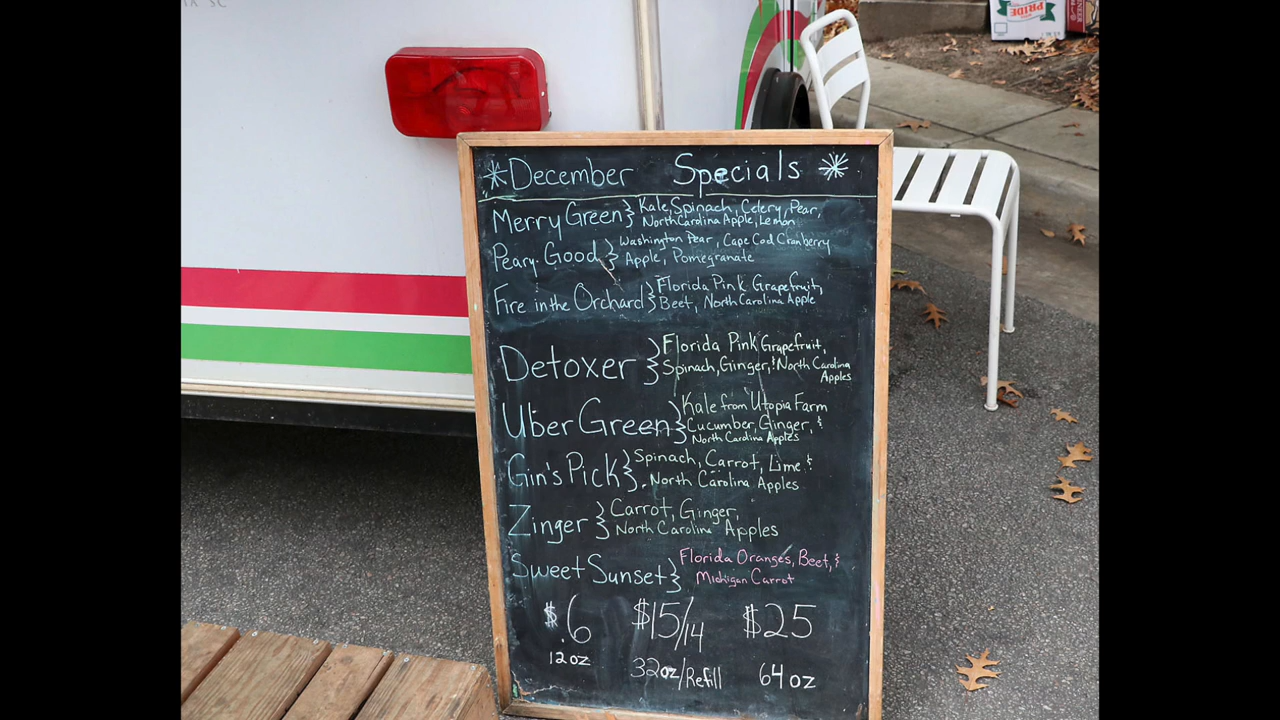 SC
PRIDE
December Specials
Merry Green } Kale, Spinach, Celery, Pear,
North Carolina Apple, Lemon
Peary Good } Washington Pear, Cape Cod Cranberry
Apple, Pomegranate
Fire in the Orchard } Florida Pink Grapefruit,
Beet, North Carolina Apple
Detoxer } Florida Pink Grapefruit,
Spinach, Ginger, & North Carolina
Apples
Uber Green } Kale from Utopia Farm
Cucumber, Ginger, &
North Carolina Apples
Gin's Pick } Spinach, Carrot, Lime &
North Carolina Apples
Zinger } Carrot, Ginger,
North Carolina Apples
Sweet Sunset } Florida Oranges, Beet, &
Michigan Carrot
$6 $15/14 $25
12oz 32oz/Refill 64oz